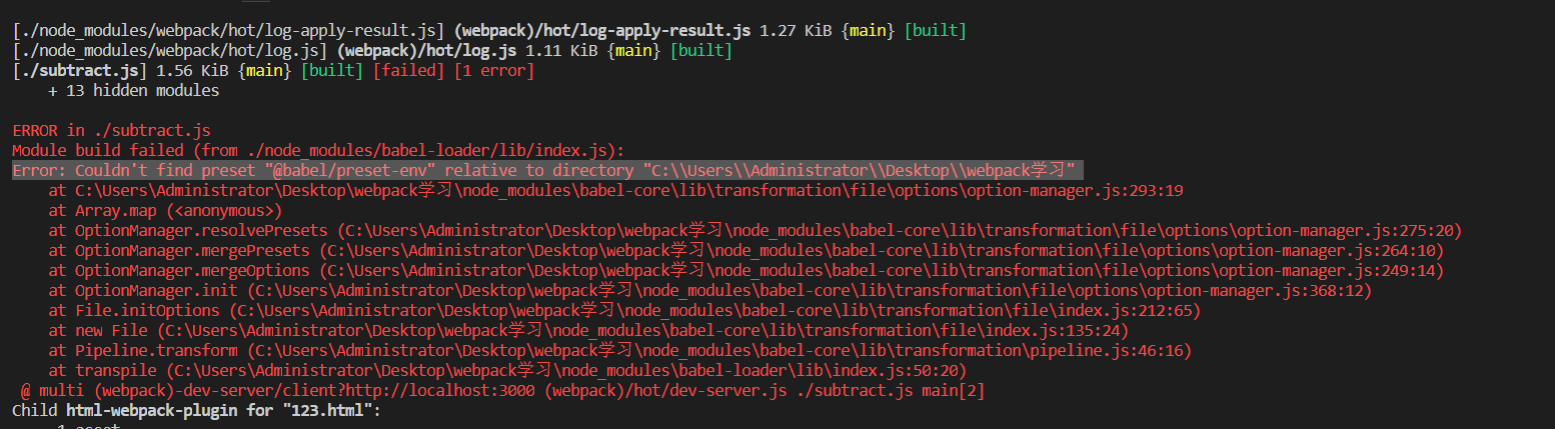 [./node_modules/webpack/hot/log-apply-result.js] (webpack)/hot/log-apply-result.js 1.27 KiB {main} [built]
[./node_modules/webpack/hot/log.js] (webpack)/hot/log.js 1.11 KiB {main} [built]
[./subtract.js] 1.56 KiB {main} [built] [failed] [1 error]
    + 13 hidden modules

ERROR in ./subtract.js
Module build failed (from ./node_modules/babel-loader/lib/index.js):
Error: Couldn't find preset "@babel/preset-env" relative to directory "C:\\Users\\Administrator\\Desktop\\webpack学习"
    at C:\Users\Administrator\Desktop\webpack学习\node_modules\babel-core\lib\transformation\file\options\option-manager.js:293:19
    at Array.map (<anonymous>)
    at OptionManager.resolvePresets (C:\Users\Administrator\Desktop\webpack学习\node_modules\babel-core\lib\transformation\file\options\option-manager.js:275:20)
    at OptionManager.mergePresets (C:\Users\Administrator\Desktop\webpack学习\node_modules\babel-core\lib\transformation\file\options\option-manager.js:264:10)
    at OptionManager.mergeOptions (C:\Users\Administrator\Desktop\webpack学习\node_modules\babel-core\lib\transformation\file\options\option-manager.js:249:14)
    at OptionManager.init (C:\Users\Administrator\Desktop\webpack学习\node_modules\babel-core\lib\transformation\file\options\option-manager.js:368:12)
    at File.initOptions (C:\Users\Administrator\Desktop\webpack学习\node_modules\babel-core\lib\transformation\file\index.js:212:65)
    at new File (C:\Users\Administrator\Desktop\webpack学习\node_modules\babel-core\lib\transformation\file\index.js:135:24)
    at Pipeline.transform (C:\Users\Administrator\Desktop\webpack学习\node_modules\babel-core\lib\transformation\pipeline.js:46:16)
    at transpile (C:\Users\Administrator\Desktop\webpack学习\node_modules\babel-loader\lib\index.js:50:20)
 @ multi (webpack)-dev-server/client?http://localhost:3000 (webpack)/hot/dev-server.js ./subtract.js main[2]
Child html-webpack-plugin for "123.html":
     1 asset